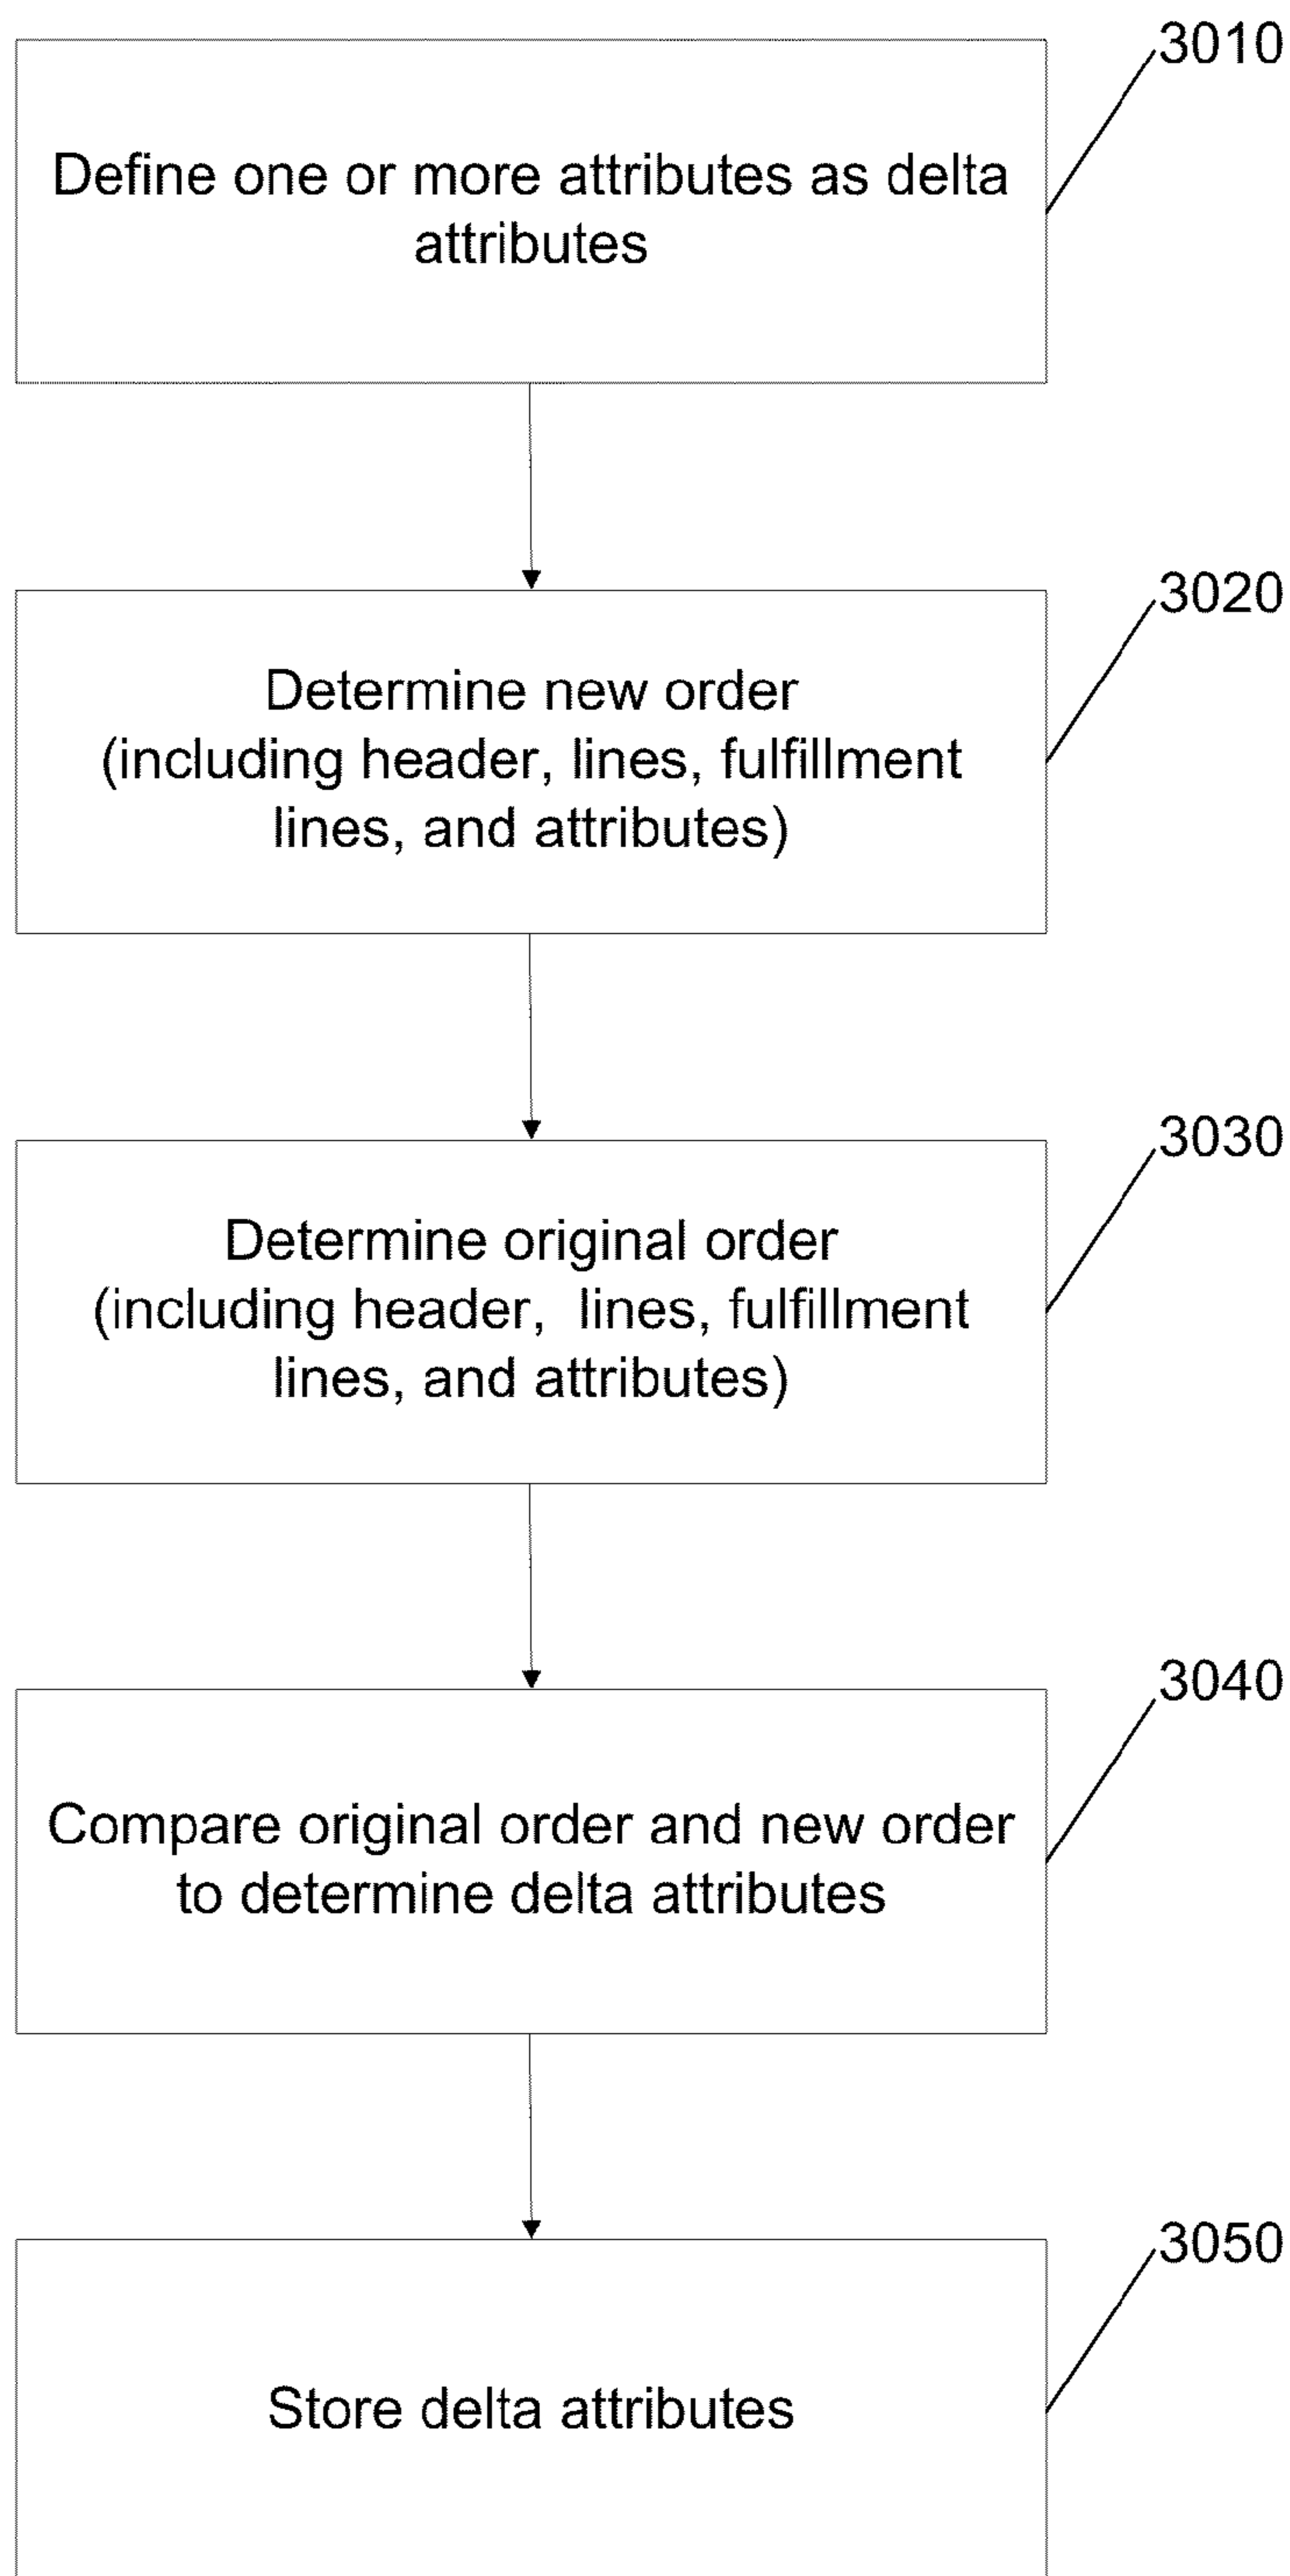 3010
Define one or more attributes as delta
attributes
3020
Determine new order
(including header, lines, fulfillment
lines, and attributes)
3030
Determine original order
(including header,  lines, fulfillment
lines, and attributes)
3040
Compare original order and new order
to determine delta attributes
3050
Store delta attributes